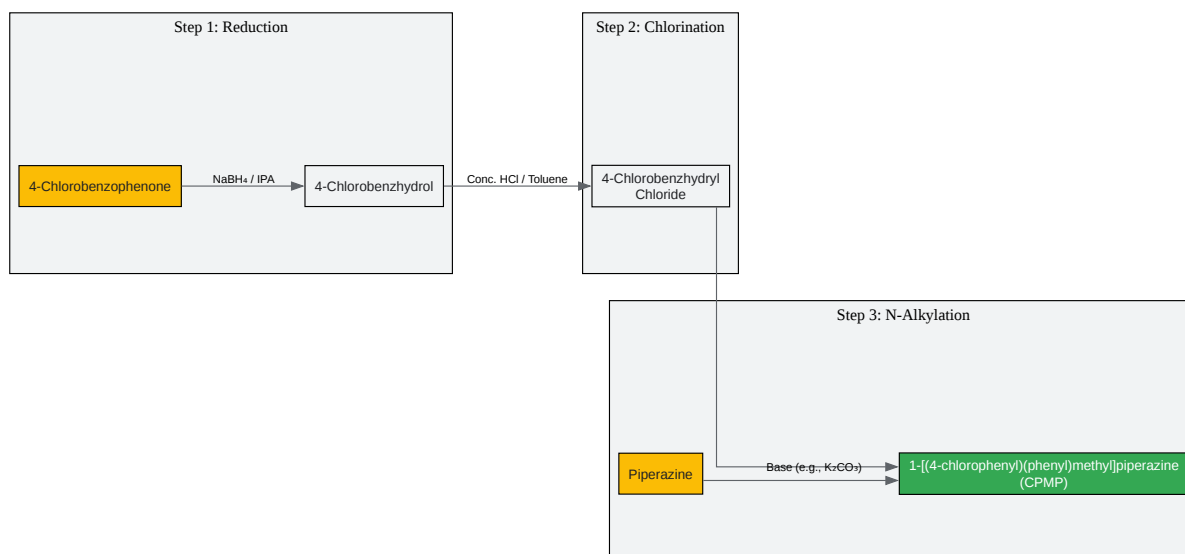 Step 1: Reduction
Step 2: Chlorination
4-Chlorobenzophenone
NaBH₄ / IPA
4-Chlorobenzhydrol
Conc. HCl / Toluene
4-Chlorobenzhydryl
Chloride
Step 3: N-Alkylation
Piperazine
Base (e.g., K₂CO₃)
1-[(4-chlorophenyl)(phenyl)methyl]piperazine
(CPMP)